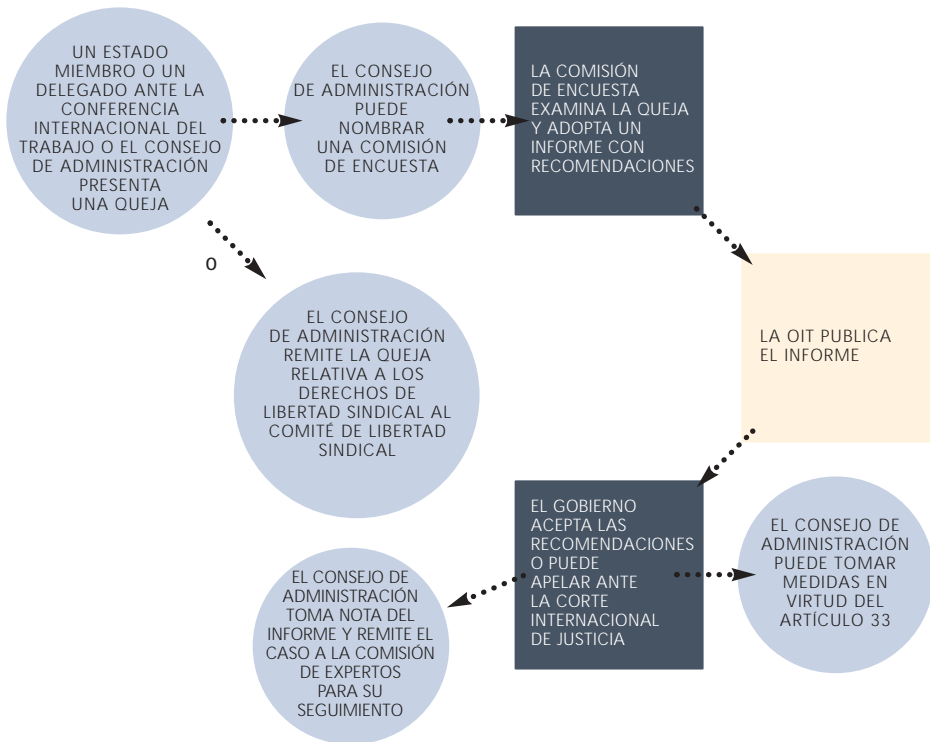 UN ESTADO
MIEMBRO O UN
DELEGADO ANTE LA
CONFERENCIA
INTERNACIONAL DEL
TRABAJO O EL CONSEJO
DE ADMINISTRACIÓN
PRESENTA
UNA QUEJA
EL CONSEJO
DE ADMINISTRACIÓN
PUEDE
NOMBRAR
UNA COMISIÓN
DE ENCUESTA
LA COMISIÓN
DE ENCUESTA
EXAMINA LA QUEJA
Y ADOPTA UN
INFORME CON
RECOMENDACIONES
O
EL CONSEJO
DE ADMINISTRACIÓN
REMITE LA QUEJA
RELATIVA A LOS
DERECHOS DE
LIBERTAD SINDICAL AL
COMITÉ DE LIBERTAD
SINDICAL
LA OIT PUBLICA
EL INFORME
EL GOBIERNO
ACEPTA LAS
RECOMENDACIONES
O PUEDE
APELAR ANTE
LA CORTE
INTERNACIONAL
DE JUSTICIA
EL CONSEJO DE
ADMINISTRACIÓN
PUEDE TOMAR
MEDIDAS EN
VIRTUD DEL
ARTÍCULO 33
EL CONSEJO DE
ADMINISTRACIÓN
TOMA NOTA DEL
INFORME Y REMITE EL
CASO A LA COMISIÓN
DE EXPERTOS
PARA SU
SEGUIMIENTO